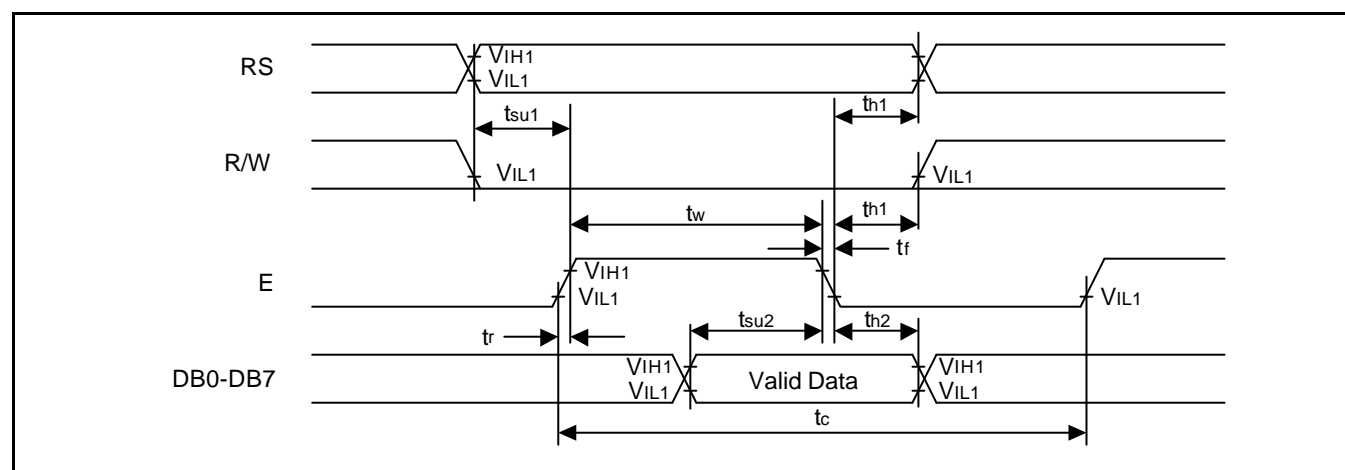 RS
VIH1
VIL1
tsu1
th1
R/W
VIL1
VIL1
tw
th1
tf
E
VIH1
VIL1
VIL1
tsu2
th2
tr
DB0-DB7
VIH1
VIL1
Valid Data
VIH1
VIL1
tc